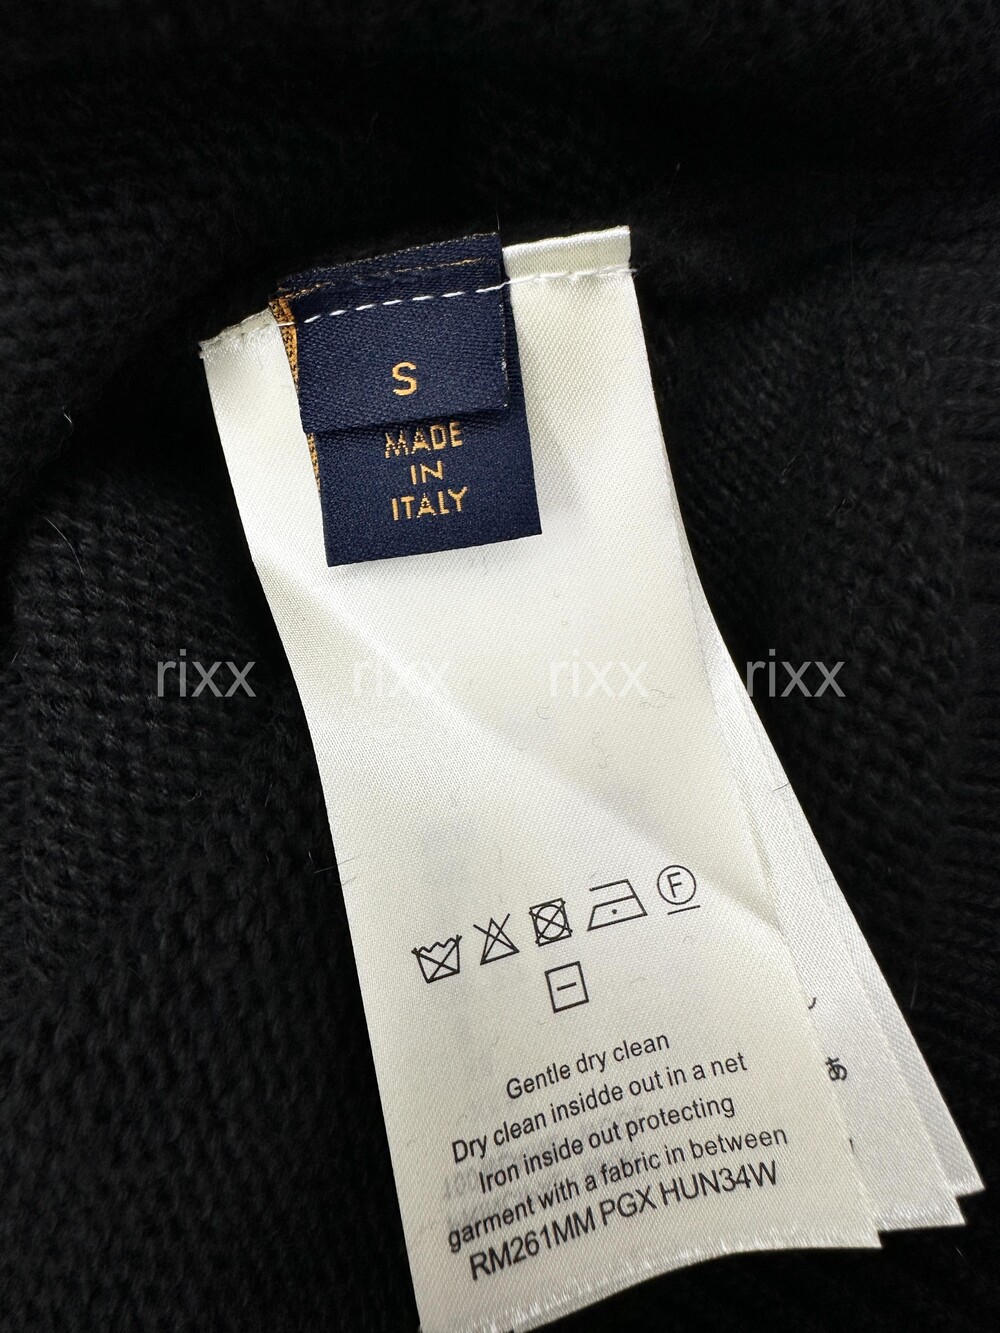 S
MADE
IN
ITALY
rixx rixx rixx rixx
F
Gentle dry clean
Dry clean insidde out in a net
Iron inside out protecting
garment with a fabric in between
RM261MM PGX HUN34W
あ